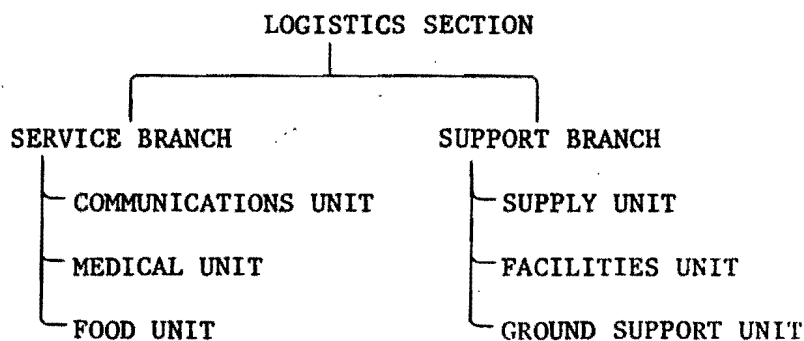 LOGISTICS SECTION
SERVICE BRANCH
COMMUNICATIONS UNIT
MEDICAL UNIT
FOOD UNIT
SUPPORT BRANCH
SUPPLY UNIT
FACILITIES UNIT
GROUND SUPPORT UNIT